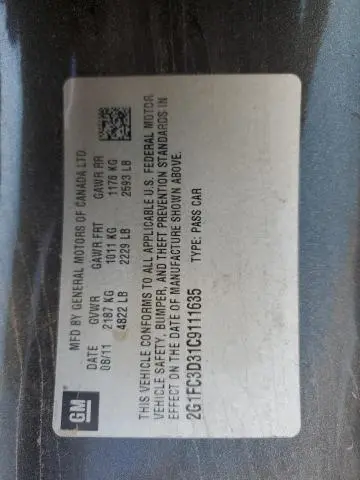 GM
MFD BY GENERAL MOTORS OF CANADA LTD.
DATE GVWR GAWR FRT GAWR RR
08/11 2187 KG 1011 KG 1176 KG
4822 LB 2229 LB 2593 LB
THIS VEHICLE CONFORMS TO ALL APPLICABLE U.S. FEDERAL MOTOR
VEHICLE SAFETY, BUMPER, AND THEFT PREVENTION STANDARDS IN
EFFECT ON THE DATE OF MANUFACTURE SHOWN ABOVE.
2G1FC3D31C9111635 TYPE: PASS CAR